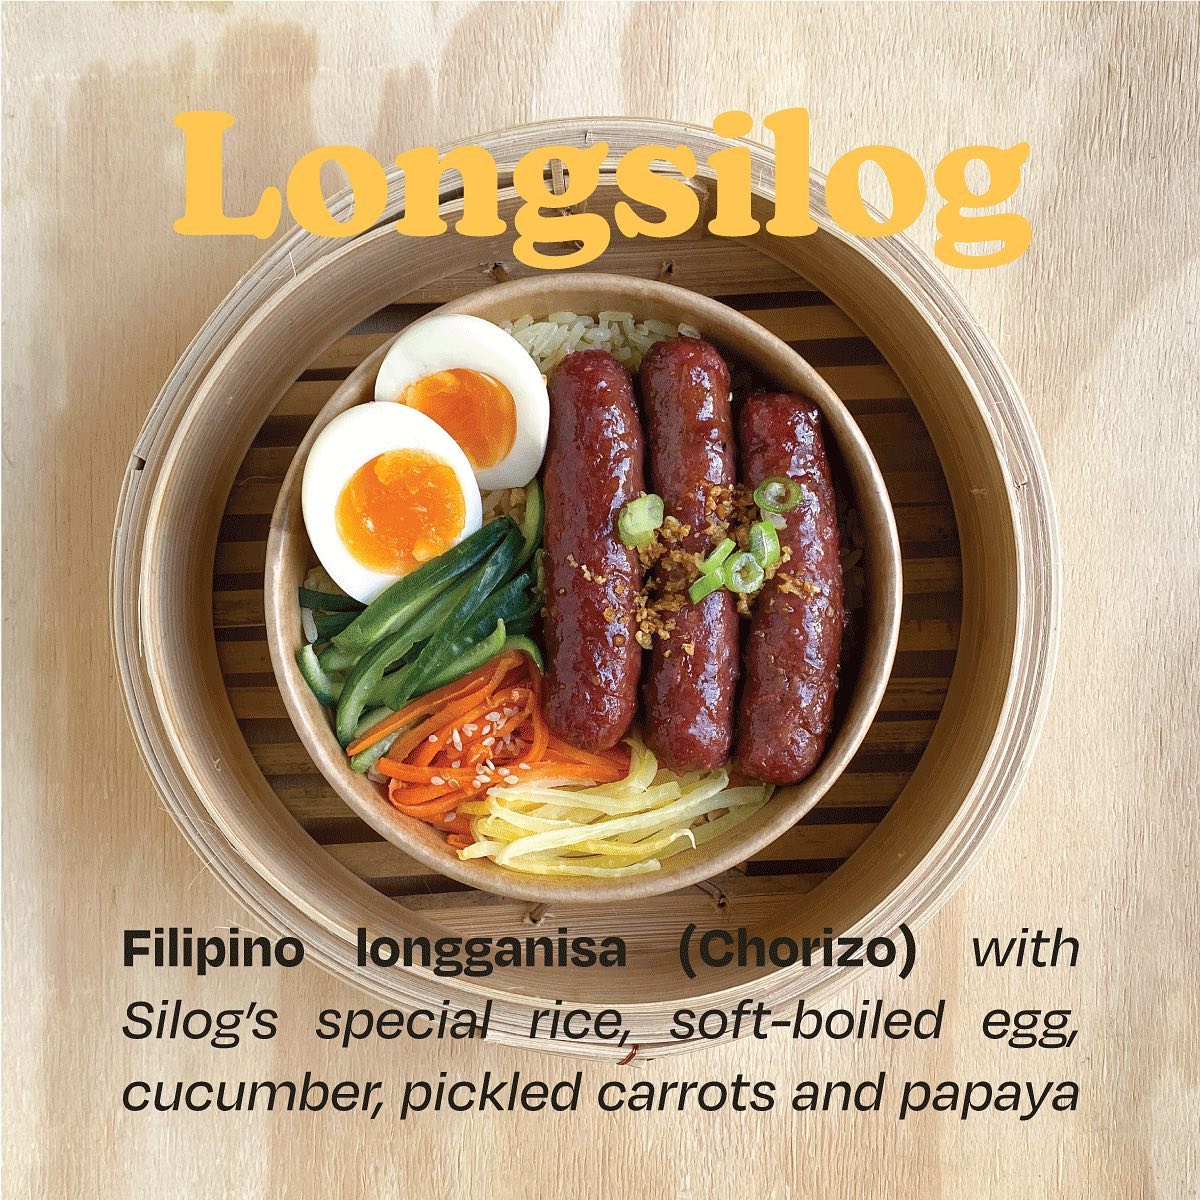 Longsilog
Filipino longganisa (Chorizo) with
Silog’s special rice, soft-boiled egg,
cucumber, pickled carrots and papaya